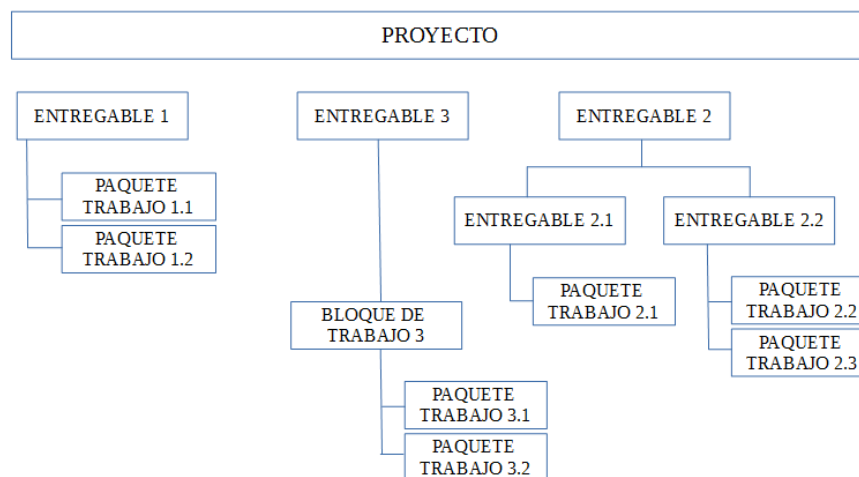 PROYECTO
ENTREGABLE 1
ENTREGABLE 3
ENTREGABLE 2
PAQUETE
TRABAJO 1.1
PAQUETE
TRABAJO 1.2
ENTREGABLE 2.1
ENTREGABLE 2.2
PAQUETE
TRABAJO 2.1
PAQUETE
TRABAJO 2.2
PAQUETE
TRABAJO 2.3
BLOQUE DE
TRABAJO 3
PAQUETE
TRABAJO 3.1
PAQUETE
TRABAJO 3.2